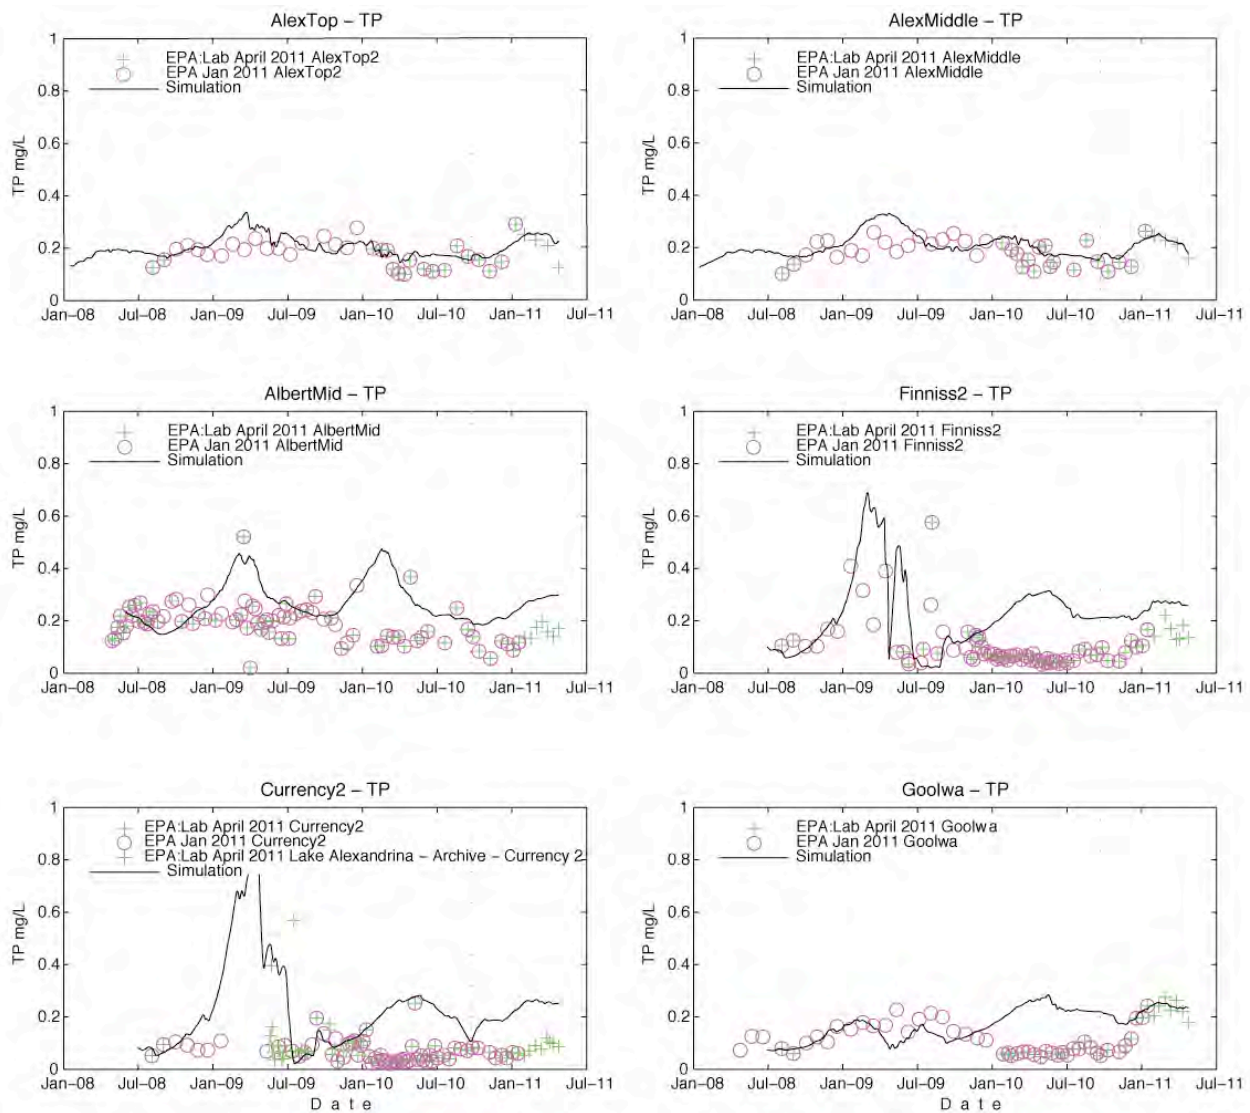 AlexTop – TP
1
0.8
0.6
0.4
0.2
0
TP mg/L
EPA:Lab April 2011 AlexTop2
EPA Jan 2011 AlexTop2
Simulation
Jan–08 Jul–08 Jan–09 Jul–09 Jan–10 Jul–10 Jan–11 Jul–11
AlexMiddle – TP
1
0.8
0.6
0.4
0.2
0
TP mg/L
EPA:Lab April 2011 AlexMiddle
EPA Jan 2011 AlexMiddle
Simulation
Jan–08 Jul–08 Jan–09 Jul–09 Jan–10 Jul–10 Jan–11 Jul–11
AlbertMid – TP
1
0.8
0.6
0.4
0.2
0
TP mg/L
EPA:Lab April 2011 AlbertMid
EPA Jan 2011 AlbertMid
Simulation
Jan–08 Jul–08 Jan–09 Jul–09 Jan–10 Jul–10 Jan–11 Jul–11
Finniss2 – TP
1
0.8
0.6
0.4
0.2
0
TP mg/L
EPA:Lab April 2011 Finniss2
EPA Jan 2011 Finniss2
Simulation
Jan–08 Jul–08 Jan–09 Jul–09 Jan–10 Jul–10 Jan–11 Jul–11
Currency2 – TP
1
0.8
0.6
0.4
0.2
0
TP mg/L
EPA:Lab April 2011 Currency2
EPA Jan 2011 Currency2
EPA:Lab April 2011 Lake Alexandrina – Archive – Currency 2
Simulation
Jan–08 Jul–08 Jan–09 Jul–09 Jan–10 Jul–10 Jan–11 Jul–11
Date
Goolwa – TP
1
0.8
0.6
0.4
0.2
0
TP mg/L
EPA:Lab April 2011 Goolwa
EPA Jan 2011 Goolwa
Simulation
Jan–08 Jul–08 Jan–09 Jul–09 Jan–10 Jul–10 Jan–11 Jul–11
Date